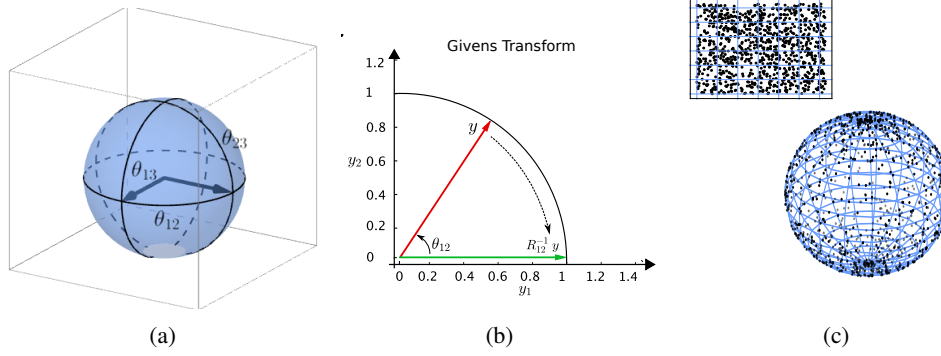 θ13
θ23
θ12
(a)
Givens Transform
1.2
1
0.8
0.6
0.4
0.2
0
y2
y
θ12
R12^-1 y
0 0.2 0.4 0.6 0.8 1 1.2 1.4
y1
(b)
(c)